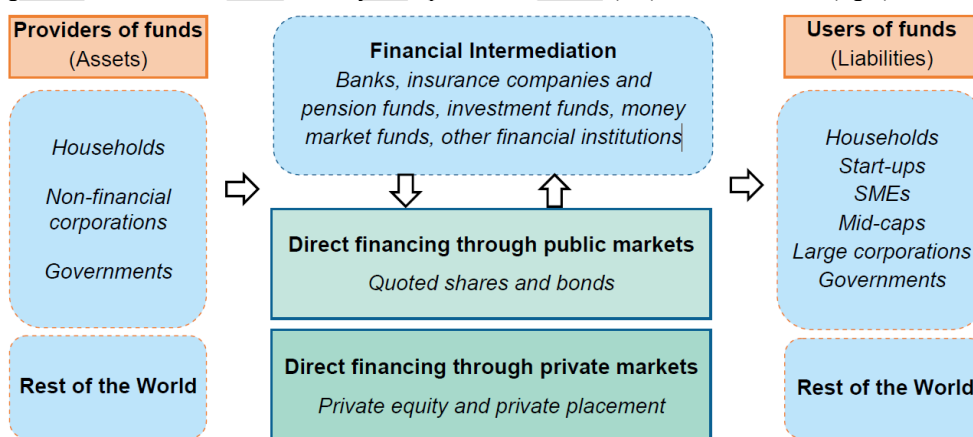 Providers of funds
(Assets)
Households
Non-financial
corporations
Governments
Rest of the World
Financial Intermediation
Banks, insurance companies and
pension funds, investment funds, money
market funds, other financial institutions
Direct financing through public markets
Quoted shares and bonds
Direct financing through private markets
Private equity and private placement
Users of funds
(Liabilities)
Households
Start-ups
SMEs
Mid-caps
Large corporations
Governments
Rest of the World